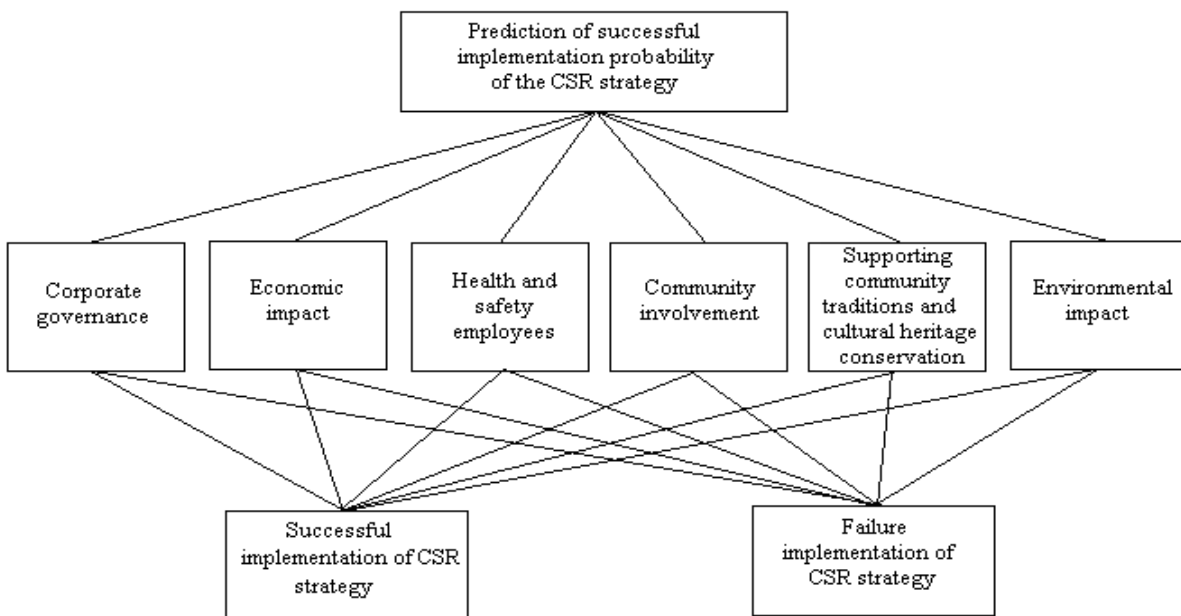 Prediction of successful
implementation probability
of the CSR strategy
Corporate
governance
Economic
impact
Health and
safety
employees
Community
involvement
Supporting
community
traditions and
cultural heritage
conservation
Environmental
impact
Successful
implementation of CSR
strategy
Failure
implementation of
CSR strategy